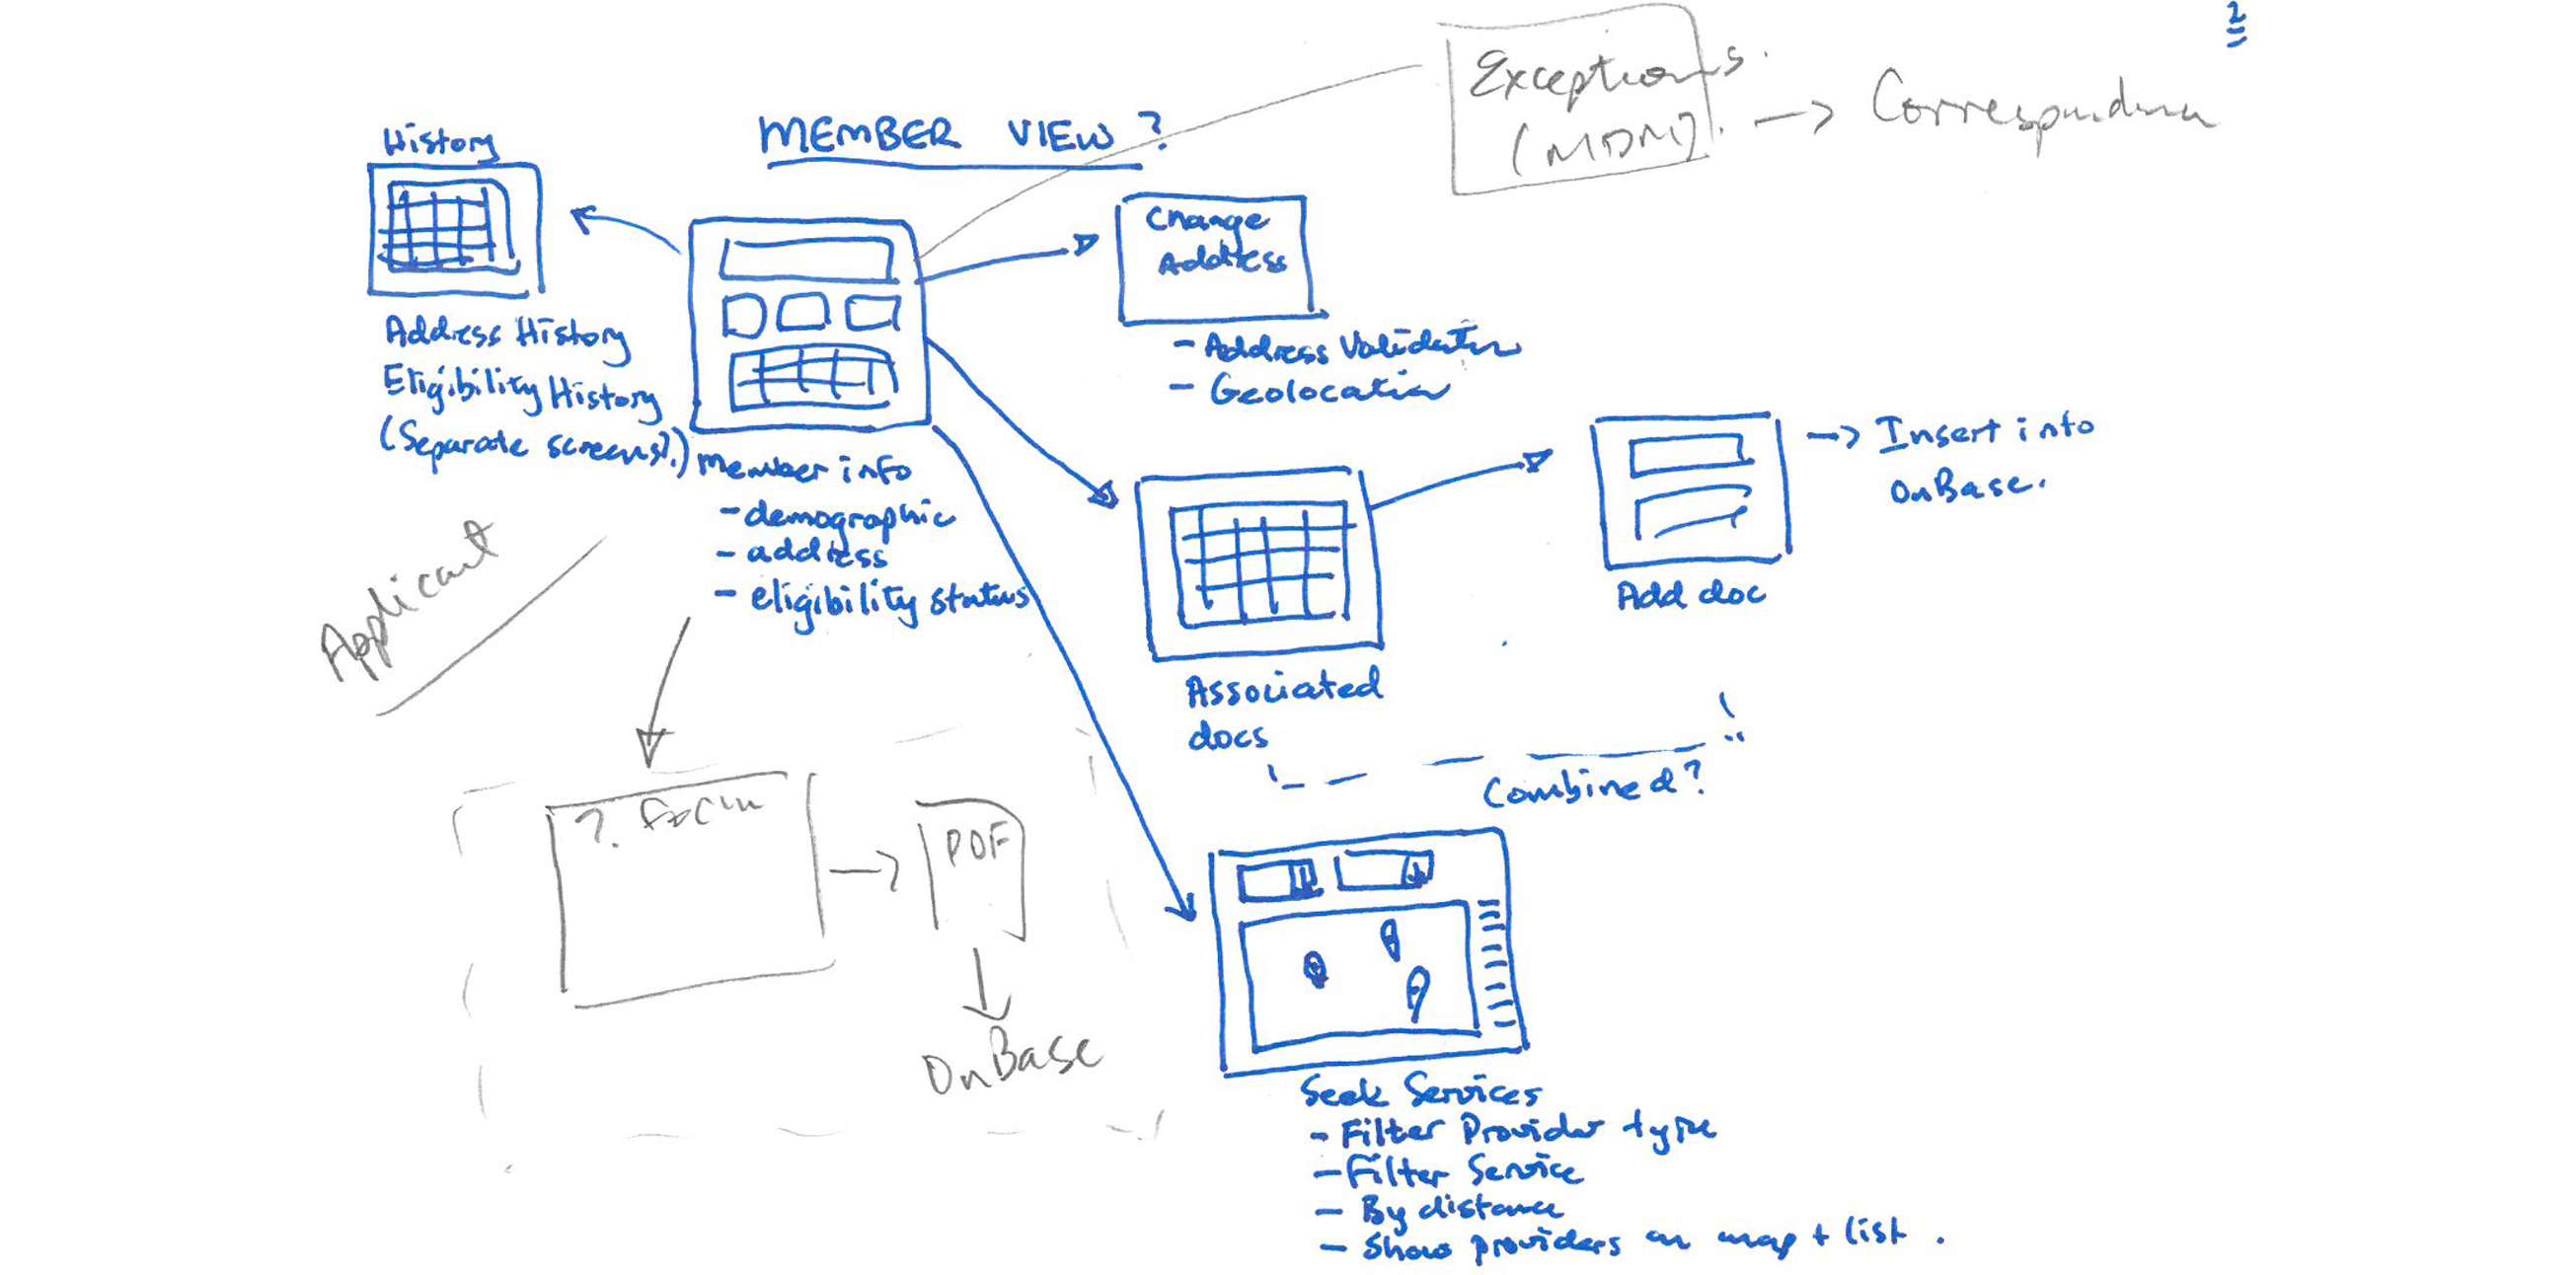 2
Exceptions.
(MDM). -> Correspondence
MEMBER VIEW?
History
Change
Address
- Address Validation
- Geolocation
Address History
Eligibility History
(Separate screens?)
Member info
- demographic
- address
- eligibility status
Insert into
OnBase.
Add doc
Associated
docs
Combined?
Applicant
?. Form
PDF
OnBase
Seek Services
- Filter Provider type
- Filter Service
- By distance
- Show providers on map + list.